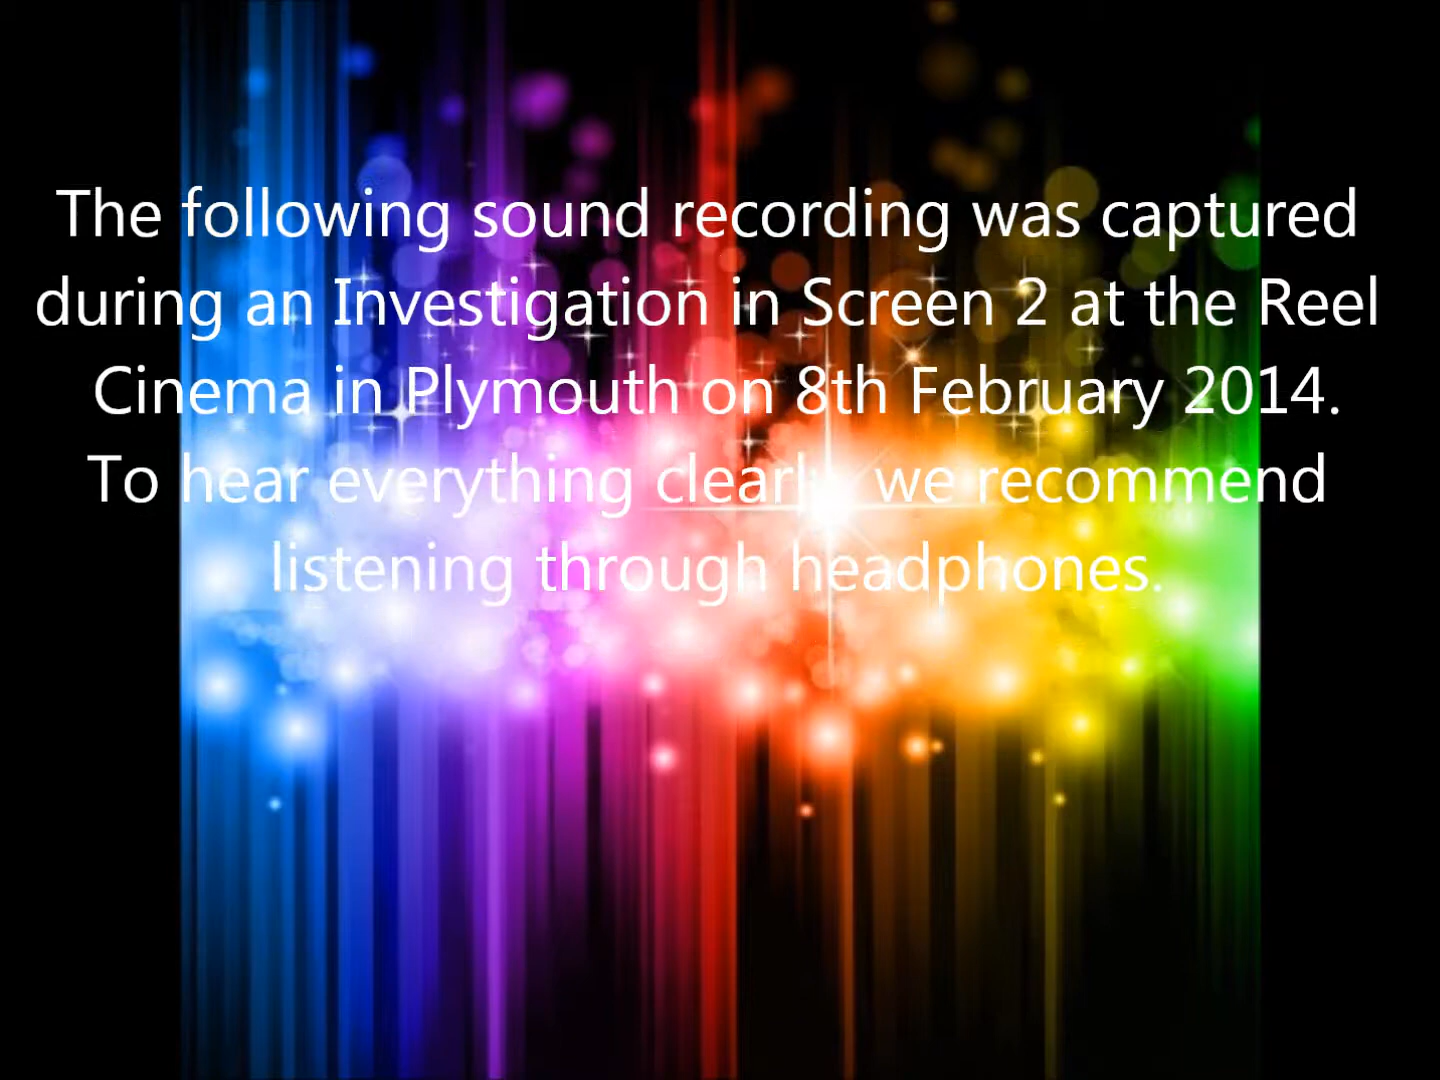 The following sound recording was captured
during an Investigation in Screen 2 at the Reel
Cinema in Plymouth on 8th February 2014.
To hear everything clearly, we recommend
listening through headphones.